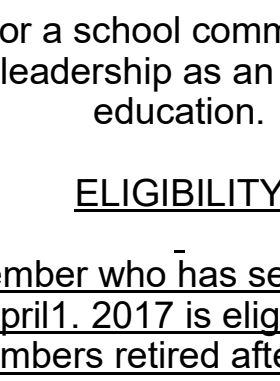 or a school comm
leadership as an
education.
ELIGIBILITY
ember who has se
pril1. 2017 is elig
mbers retired afte